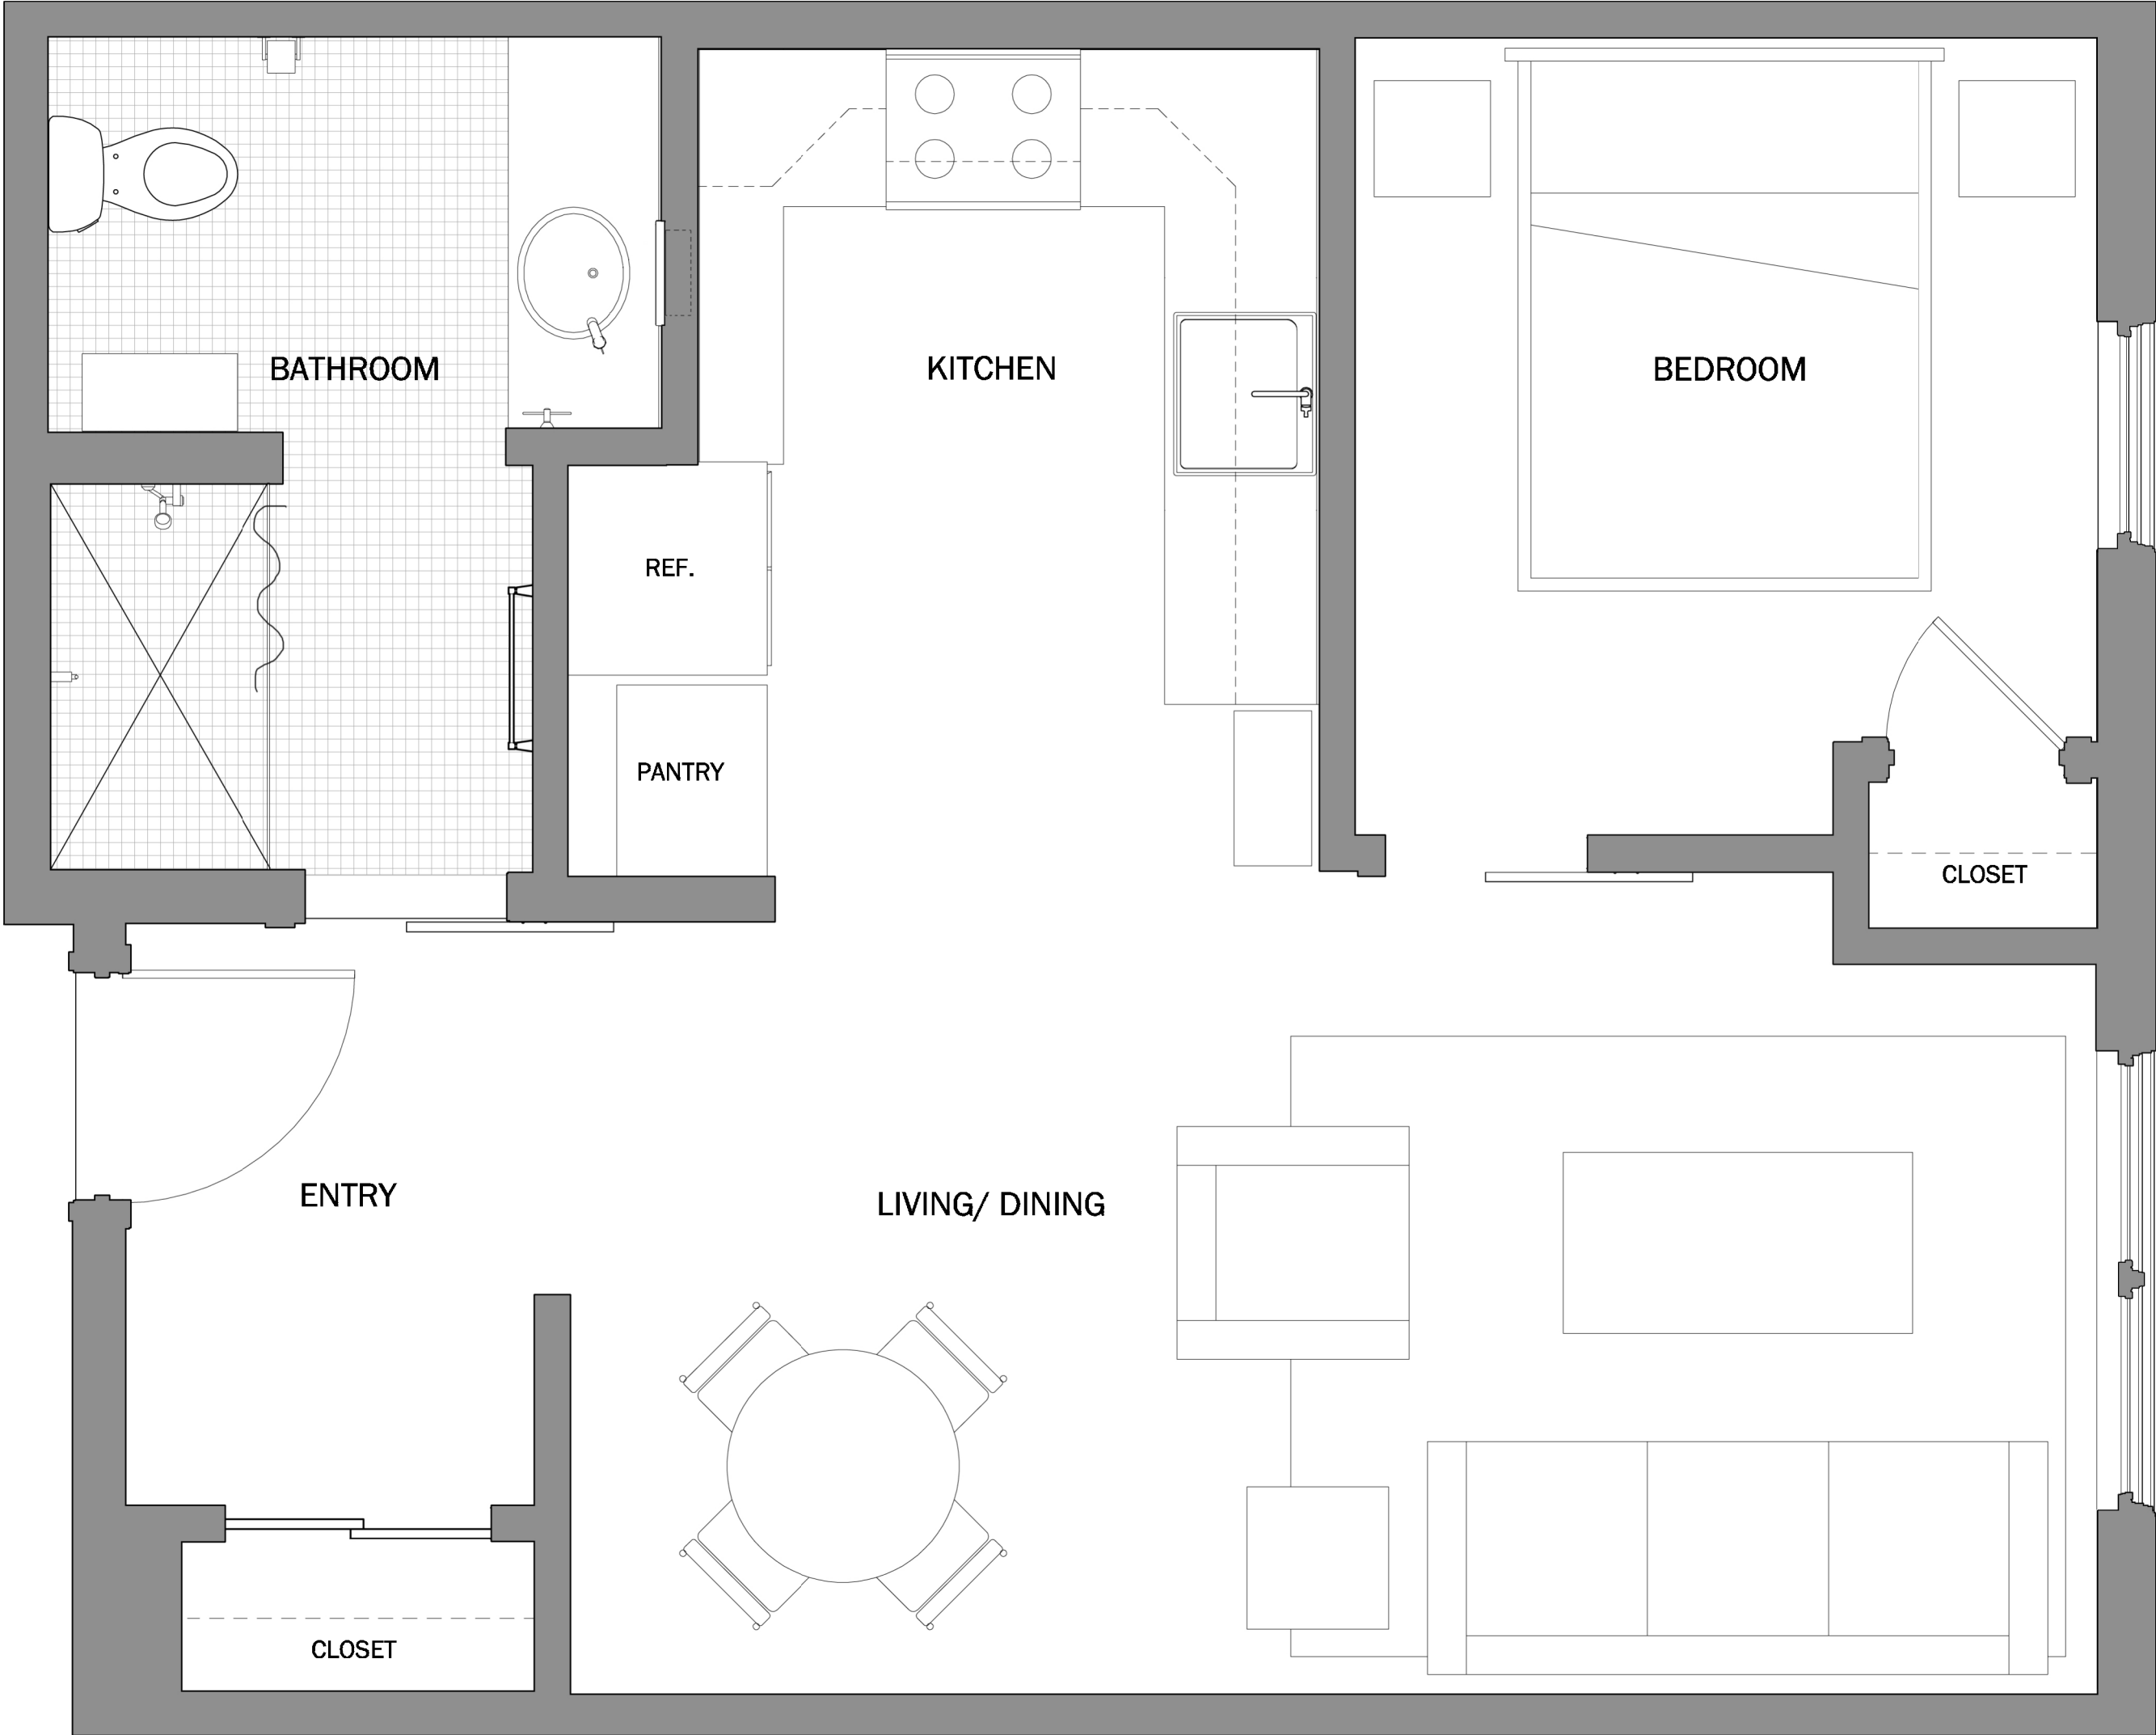 BATHROOM
KITCHEN
BEDROOM
REF.
PANTRY
CLOSET
ENTRY
LIVING/ DINING
CLOSET